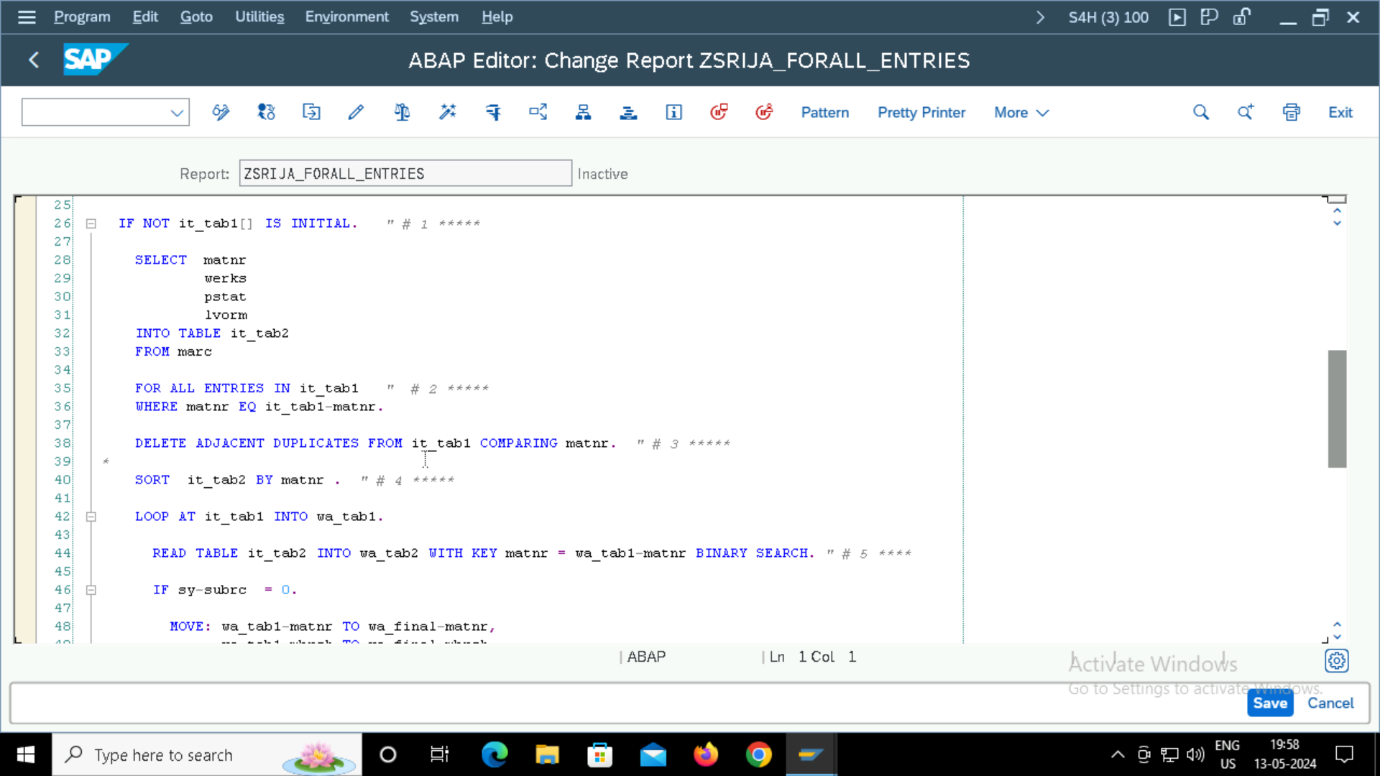 Program Edit Goto Utilities Environment System Help S4H (3) 100
SAP ABAP Editor: Change Report ZSRIJA_FORALL_ENTRIES
Pattern Pretty Printer More Exit
Report: ZSRIJA_FORALL_ENTRIES Inactive
25
26 IF NOT it_tab1[] IS INITIAL. " # 1 *****
27
28 SELECT matnr
29 werks
30 pstat
31 lvorm
32 INTO TABLE it_tab2
33 FROM marc
34
35 FOR ALL ENTRIES IN it_tab1 " # 2 *****
36 WHERE matnr EQ it_tab1-matnr.
37
38 DELETE ADJACENT DUPLICATES FROM it_tab1 COMPARING matnr. " # 3 *****
39 *
40 SORT it_tab2 BY matnr . " # 4 *****
41
42 LOOP AT it_tab1 INTO wa_tab1.
43
44 READ TABLE it_tab2 INTO wa_tab2 WITH KEY matnr = wa_tab1-matnr BINARY SEARCH. " # 5 ****
45
46 IF sy-subrc = 0.
47
48 MOVE: wa_tab1-matnr TO wa_final-matnr,
ABAP Ln 1 Col 1
Activate Windows
Go to Settings to activate Windows.
Save Cancel
Type here to search
ENG
US
19:58
13-05-2024